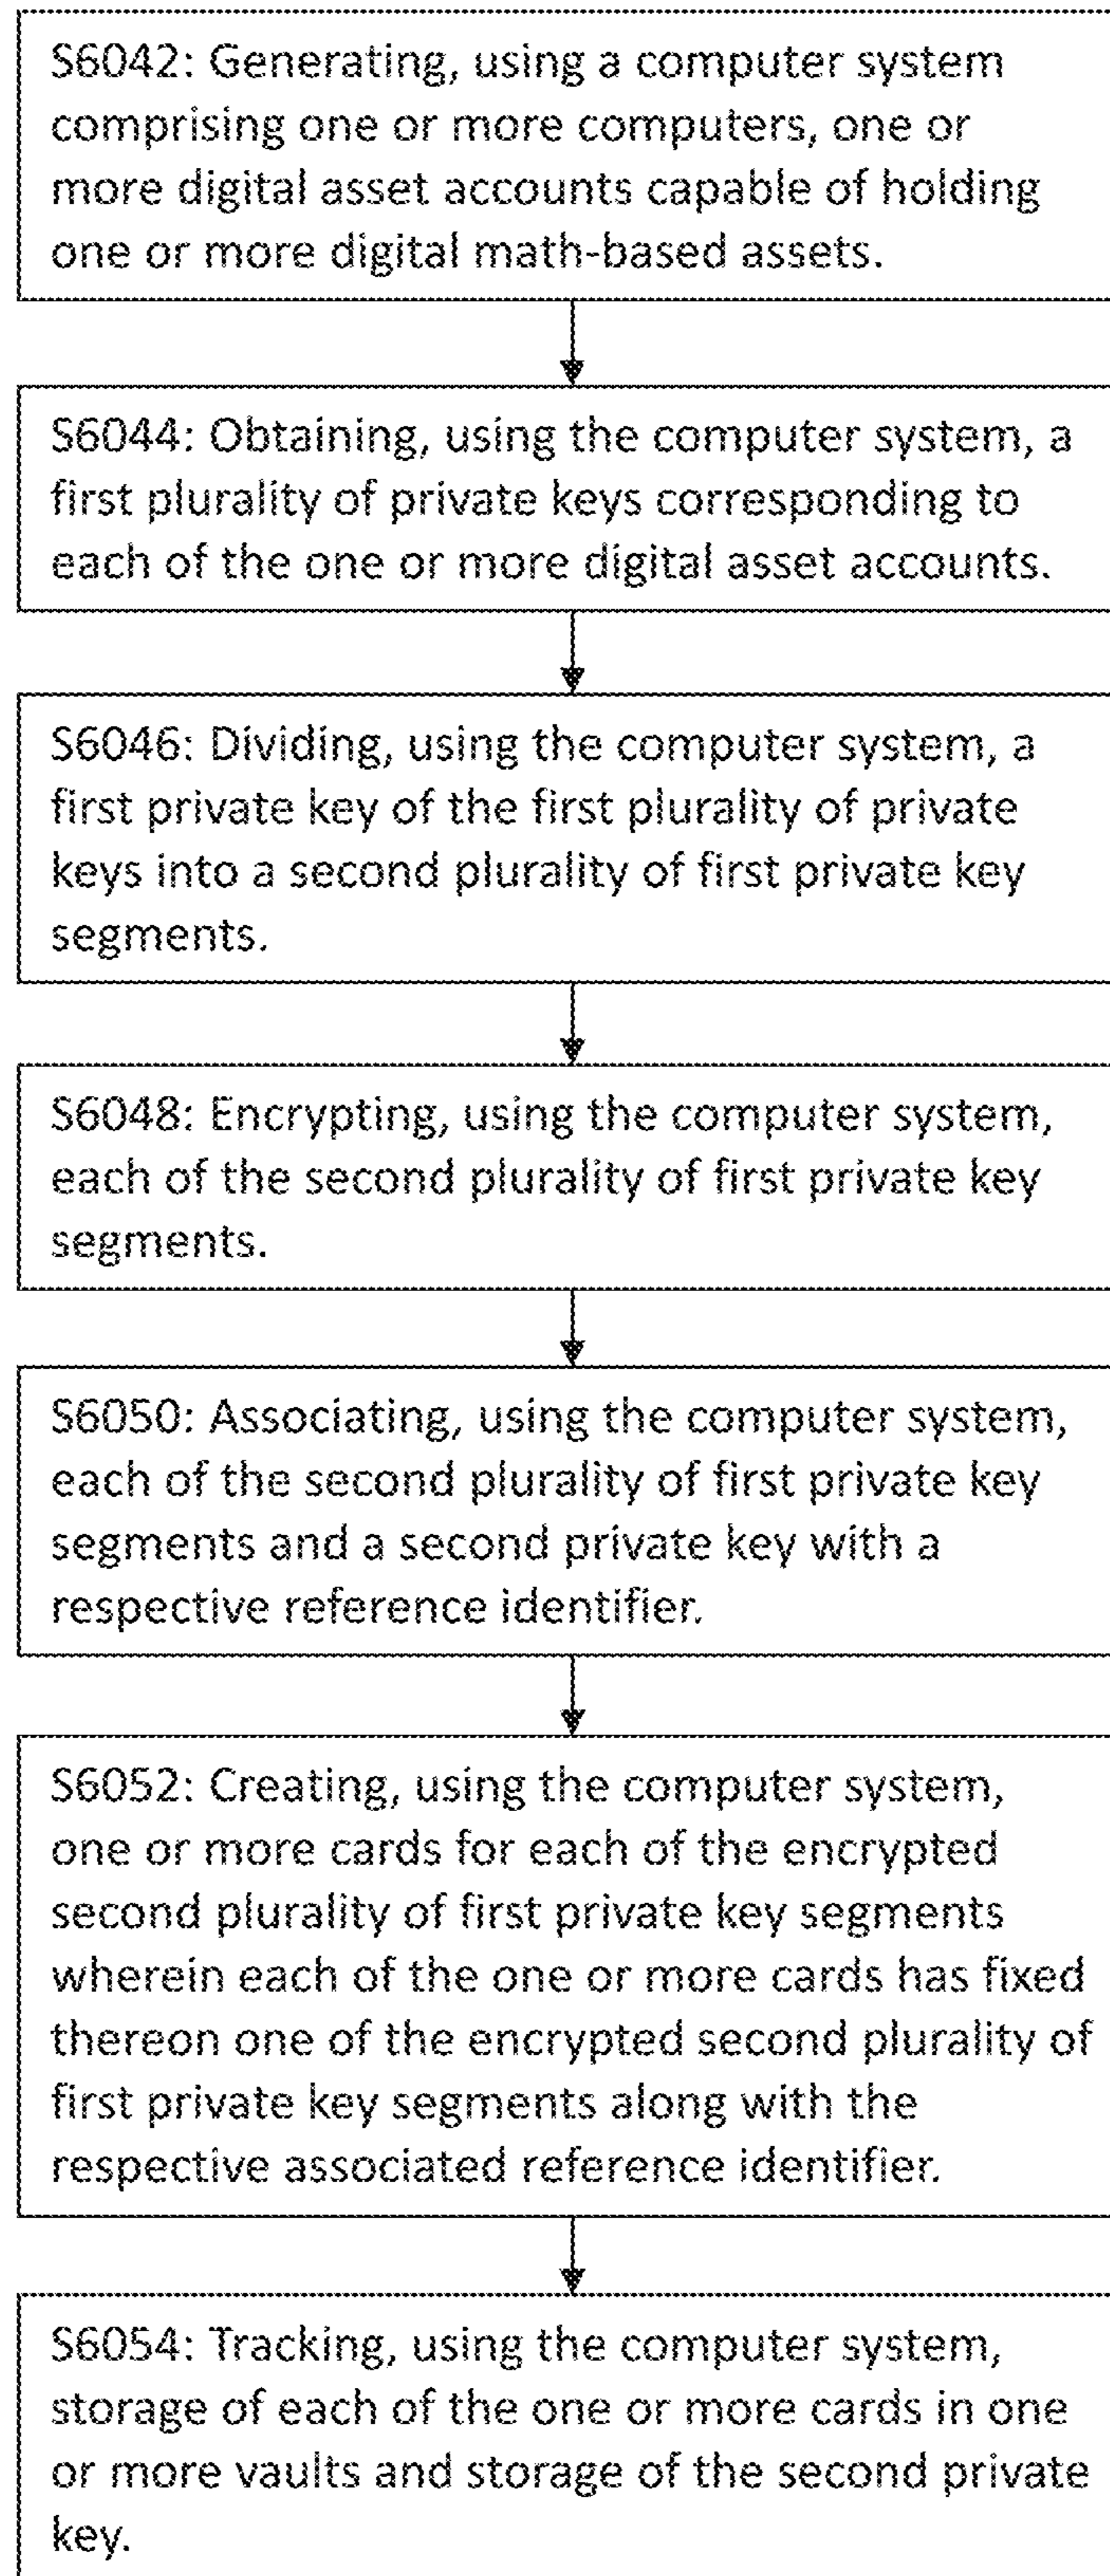 S6042: Generating, using a computer system
comprising one or more computers, one or
more digital asset accounts capable of holding
one or more digital math-based assets.
S6044: Obtaining, using the computer system, a
first plurality of private keys corresponding to
each of the one or more digital asset accounts.
S6046: Dividing, using the computer system, a
first private key of the first plurality of private
keys into a second plurality of first private key
segments.
S6048: Encrypting, using the computer system,
each of the second plurality of first private key
segments.
S6050: Associating, using the computer system,
each of the second plurality of first private key
segments and a second private key with a
respective reference identifier.
S6052: Creating, using the computer system,
one or more cards for each of the encrypted
second plurality of first private key segments
wherein each of the one or more cards has fixed
thereon one of the encrypted second plurality of
first private key segments along with the
respective associated reference identifier.
S6054: Tracking, using the computer system,
storage of each of the one or more cards in one
or more vaults and storage of the second private
key.